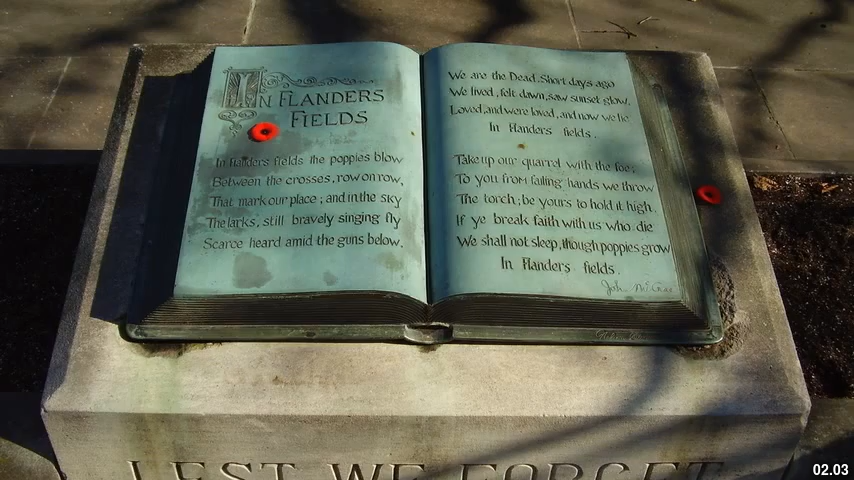 In Flanders
Fields
In Flanders fields the poppies blow
Between the crosses, row on row,
That mark our place; and in the sky
The larks, still bravely singing fly
Scarce heard amid the guns below.
We are the Dead. Short days ago
We lived, felt dawn, saw sunset glow,
Loved, and were loved, and now we lie
In Flanders fields.
Take up our quarrel with the foe;
To you from failing hands we throw
The torch; be yours to hold it high.
If ye break faith with us who die
We shall not sleep, though poppies grow
In Flanders fields.
John McCrae
LEST WE FORGET
02.03